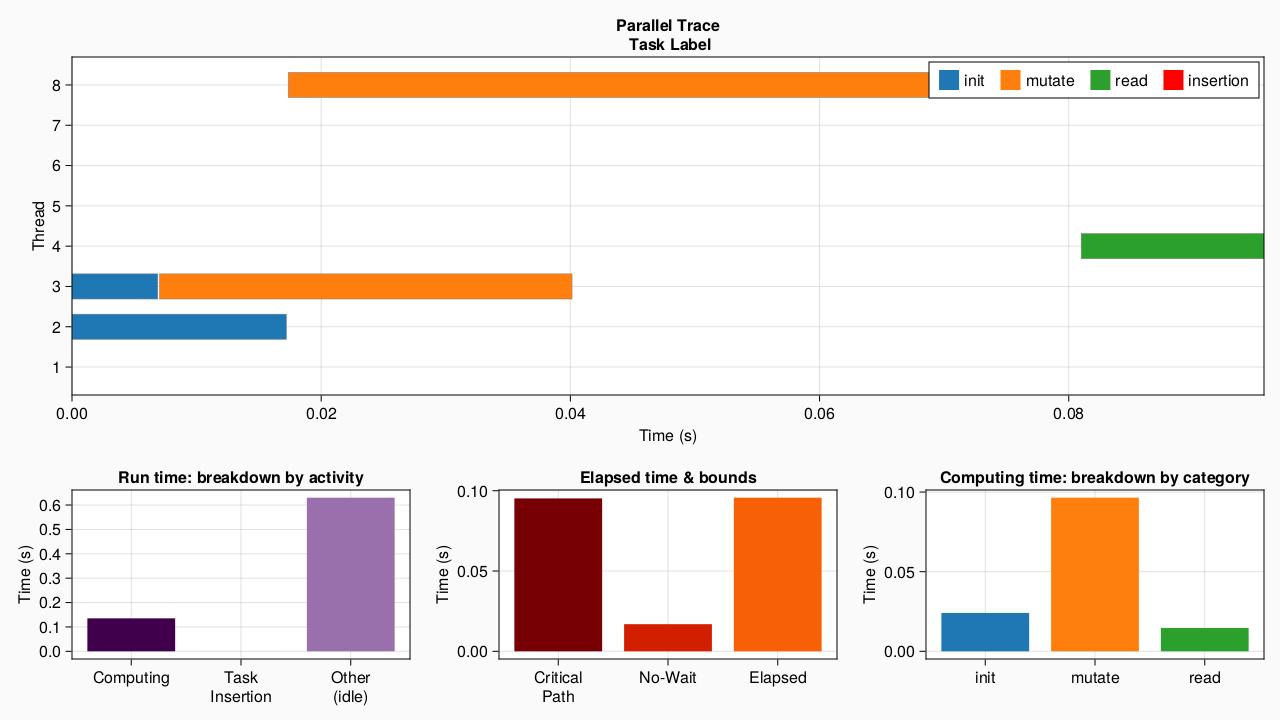 Parallel Trace
Task Label
init mutate read insertion
Thread
8
7
6
5
4
3
2
1
0.00 0.02 0.04 0.06 0.08
Time (s)
Run time: breakdown by activity
Time (s)
0.6
0.5
0.4
0.3
0.2
0.1
0.0
Computing Task Insertion Other (idle)
Elapsed time & bounds
Time (s)
0.10
0.05
0.00
Critical Path No-Wait Elapsed
Computing time: breakdown by category
Time (s)
0.10
0.05
0.00
init mutate read